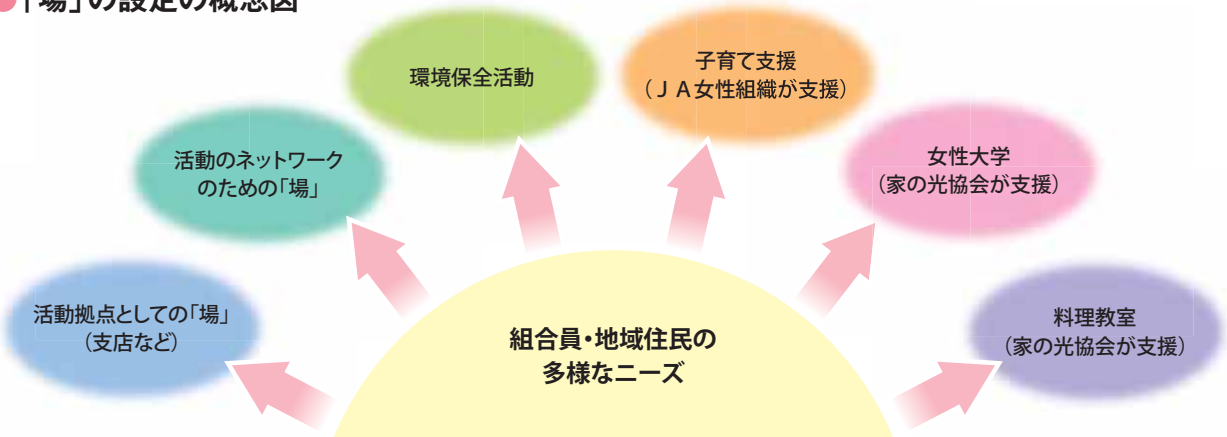 ●「場」の設定の概念図
環境保全活動
子育て支援
(JA女性組織が支援)
活動のネットワーク
のための「場」
女性大学
(家の光協会が支援)
活動拠点としての「場」
(支店など)
料理教室
(家の光協会が支援)
組合員・地域住民の
多様なニーズ